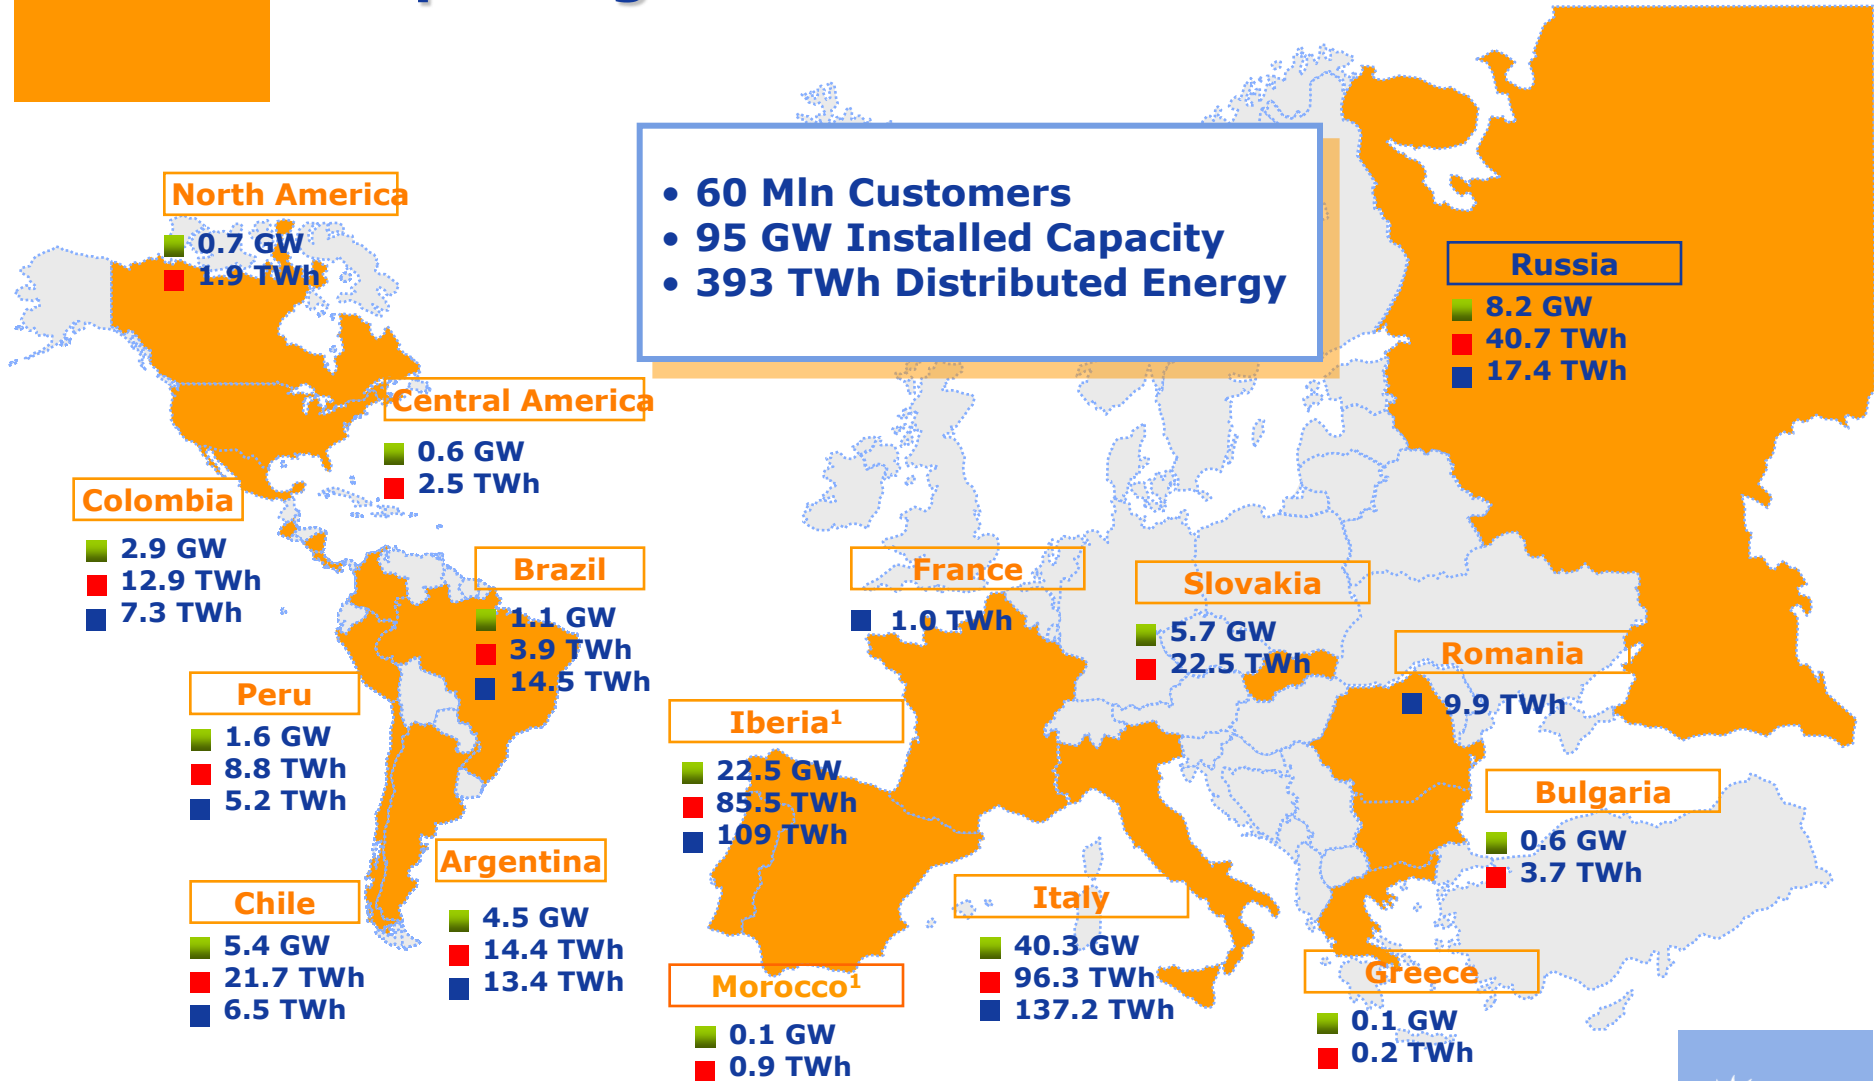 • 60 Mln Customers
• 95 GW Installed Capacity
• 393 TWh Distributed Energy
North America
0.7 GW
1.9 TWh
Russia
8.2 GW
40.7 TWh
17.4 TWh
Central America
0.6 GW
2.5 TWh
Colombia
2.9 GW
12.9 TWh
7.3 TWh
Brazil
1.1 GW
3.9 TWh
14.5 TWh
France
1.0 TWh
Slovakia
5.7 GW
22.5 TWh
Romania
9.9 TWh
Peru
1.6 GW
8.8 TWh
5.2 TWh
Iberia¹
22.5 GW
85.5 TWh
109 TWh
Bulgaria
0.6 GW
3.7 TWh
Argentina
4.5 GW
14.4 TWh
13.4 TWh
Chile
5.4 GW
21.7 TWh
6.5 TWh
Italy
40.3 GW
96.3 TWh
137.2 TWh
Morocco¹
0.1 GW
0.9 TWh
Greece
0.1 GW
0.2 TWh